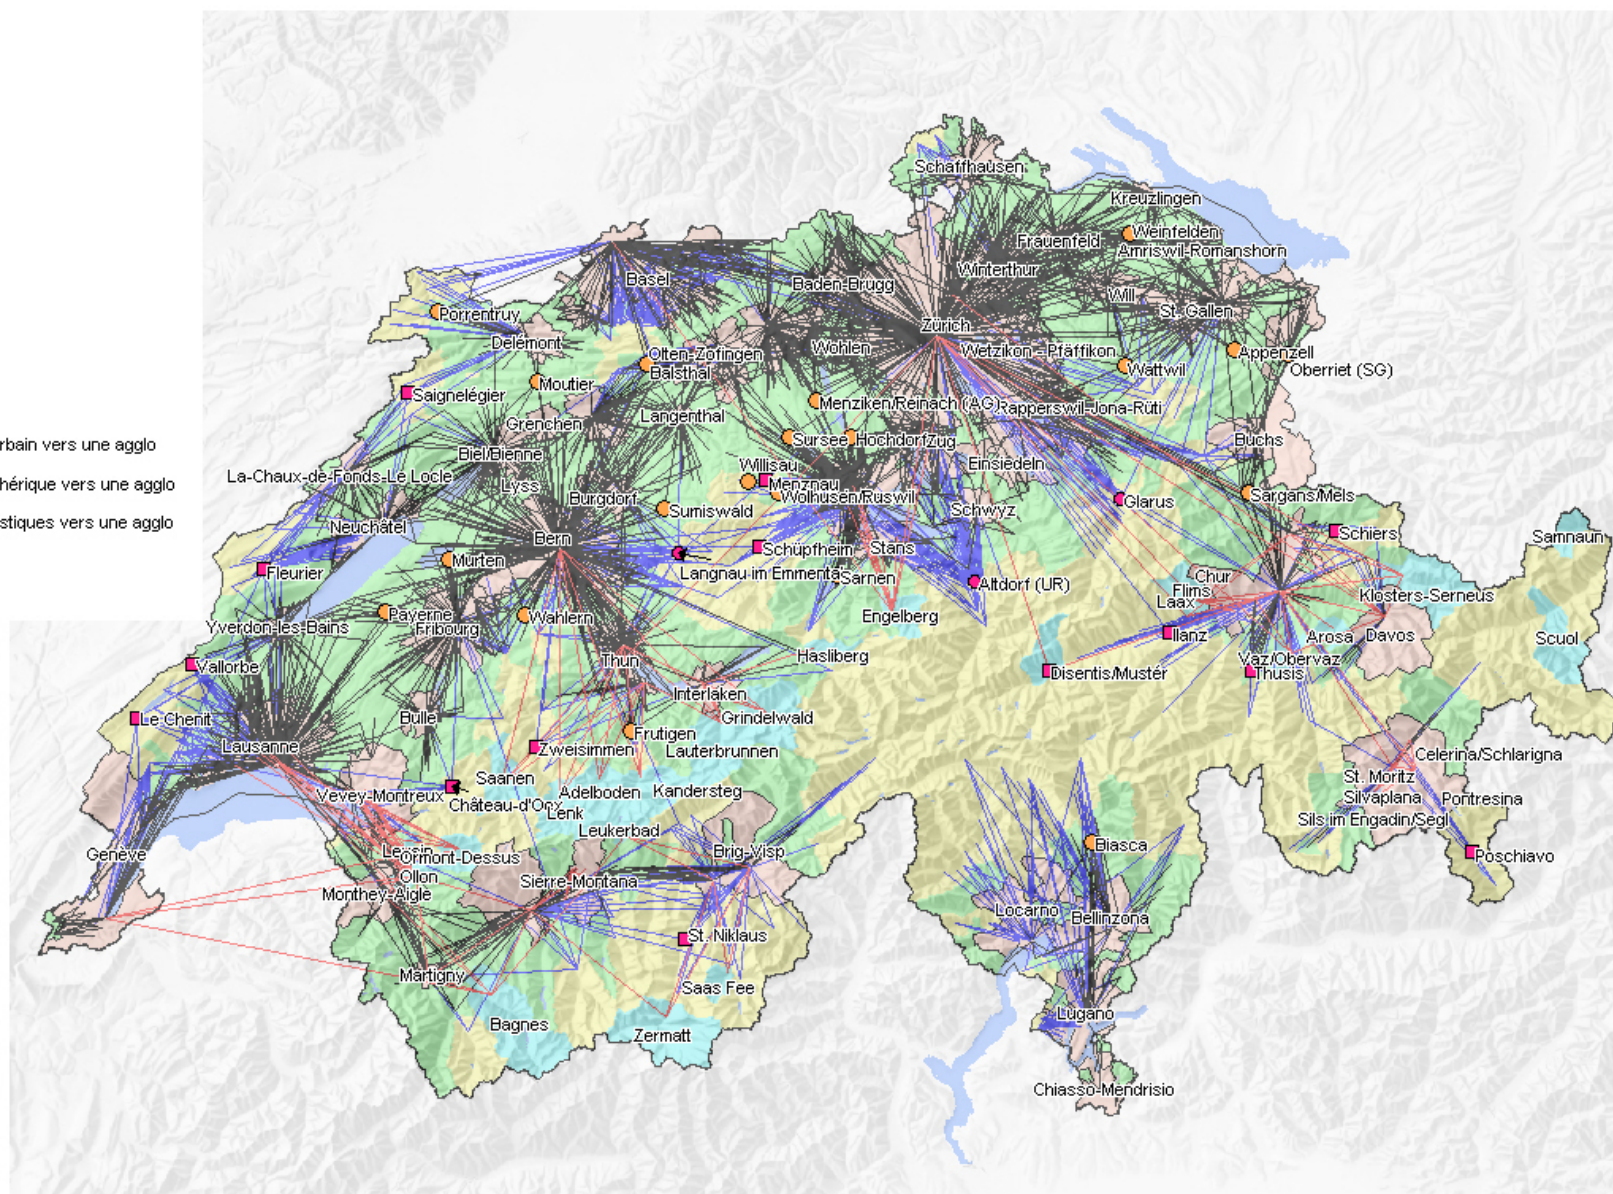 Schaffhausen
Kreuzlingen
Weinfelden
Frauenfeld
Amriswil-Romanshorn
Winterthur
Basel
Baden-Brugg
Will
St. Gallen
Porrentruy
Zürich
Delémont
Wohlen
Wetzikon - Pfäffikon
Olten-Zofingen
Appenzell
Balsthal
Wattwil
Oberriet (SG)
Moutier
Saignelégier
Menziken/Reinach (AG)
Rapperswil-Jona-Rüti
Langenthal
Grenchen
rbain vers une agglo
Sursee
Hochdorf
Zug
Buchs
Biel/Bienne
Willisau
Einsiedeln
La-Chaux-de-Fonds-Le Locle
hérique vers une agglo
Lyss
Menznau
Burgdorf
Wolhusen/Ruswil
Sargans/Mels
Glarus
Sumiswald
Schwyz
stiques vers une agglo
Neuchâtel
Schiers
Samnaun
Bern
Schüpfheim
Stans
Murten
Fleurier
Langnau im Emmental
Sarnen
Altdorf (UR)
Chur
Flims
Klosters-Serneus
Laax
Payerne
Wahlern
Engelberg
Yverdon-les-Bains
Fribourg
Ilanz
Arosa
Davos
Scuol
Hasliberg
Thun
Vaz/Obervaz
Vallorbe
Disentis/Mustér
Thusis
Interlaken
Le Chenit
Bulle
Grindelwald
Frutigen
Lausanne
Zweisimmen
Lauterbrunnen
Celerina/Schlarigna
Saanen
St. Moritz
Vevey-Montreux
Adelboden
Kandersteg
Silvaplana
Pontresina
Château-d'Oex
Lenk
Sils im Engadin/Segl
Leukerbad
Biasca
Genève
Leysin
Ormont-Dessus
Brig-Visp
Poschiavo
Ollon
Sierre-Montana
Monthey-Aigle
Locarno
Bellinzona
St. Niklaus
Martigny
Saas Fee
Lugano
Bagnes
Zermatt
Chiasso-Mendrisio